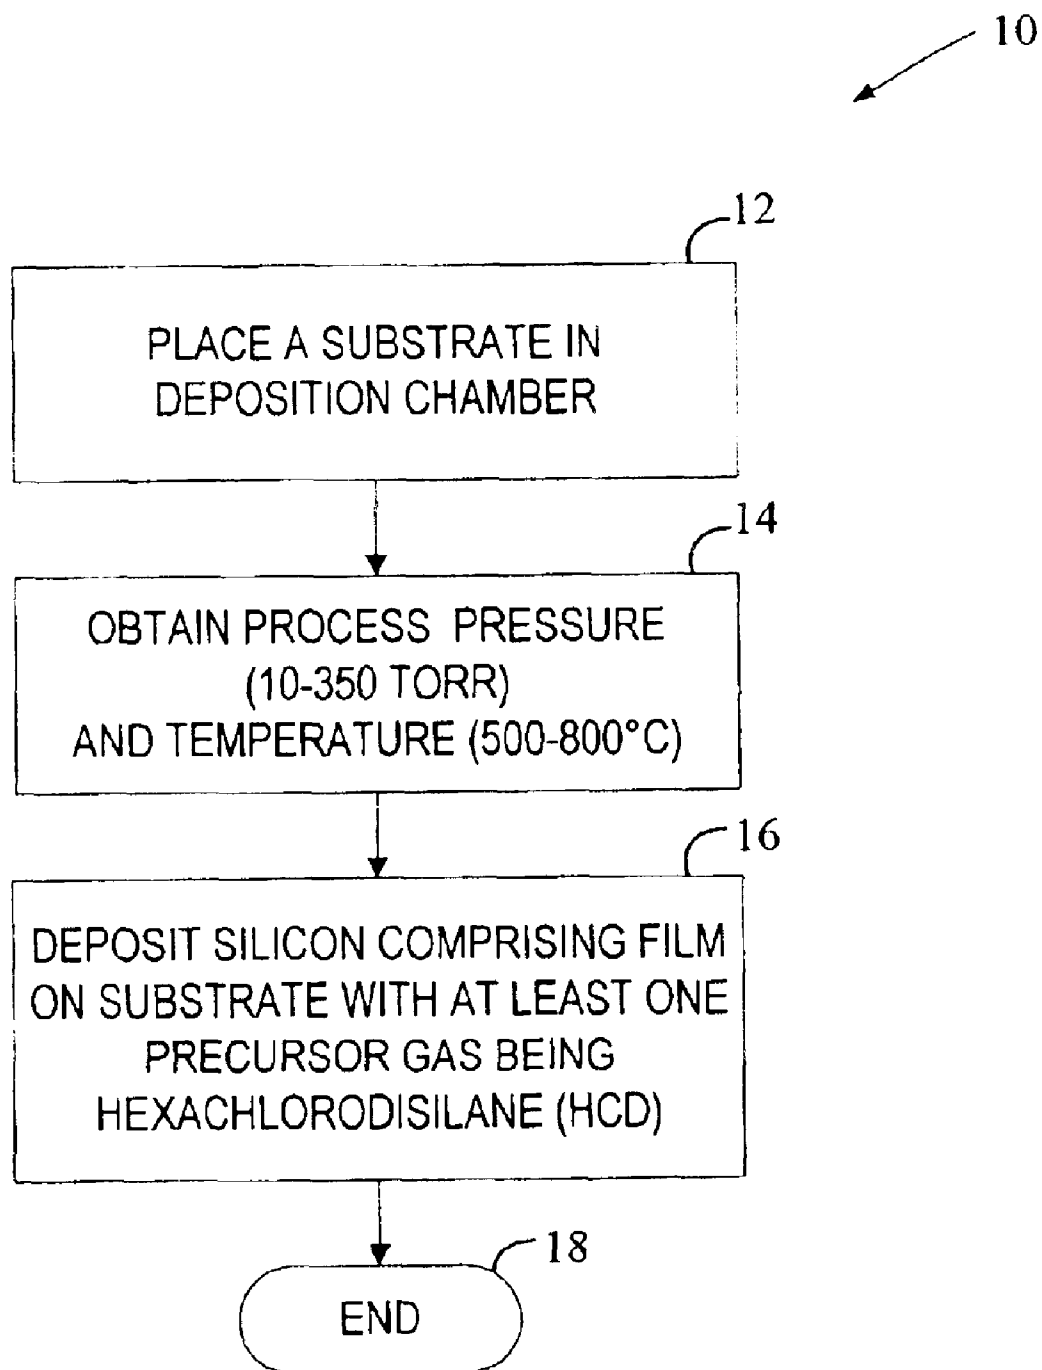 10
12
PLACE A SUBSTRATE IN
DEPOSITION CHAMBER
14
OBTAIN PROCESS PRESSURE
(10-350 TORR)
AND TEMPERATURE (500-800°C)
16
DEPOSIT SILICON COMPRISING FILM
ON SUBSTRATE WITH AT LEAST ONE
PRECURSOR GAS BEING
HEXACHLORODISILANE (HCD)
18
END